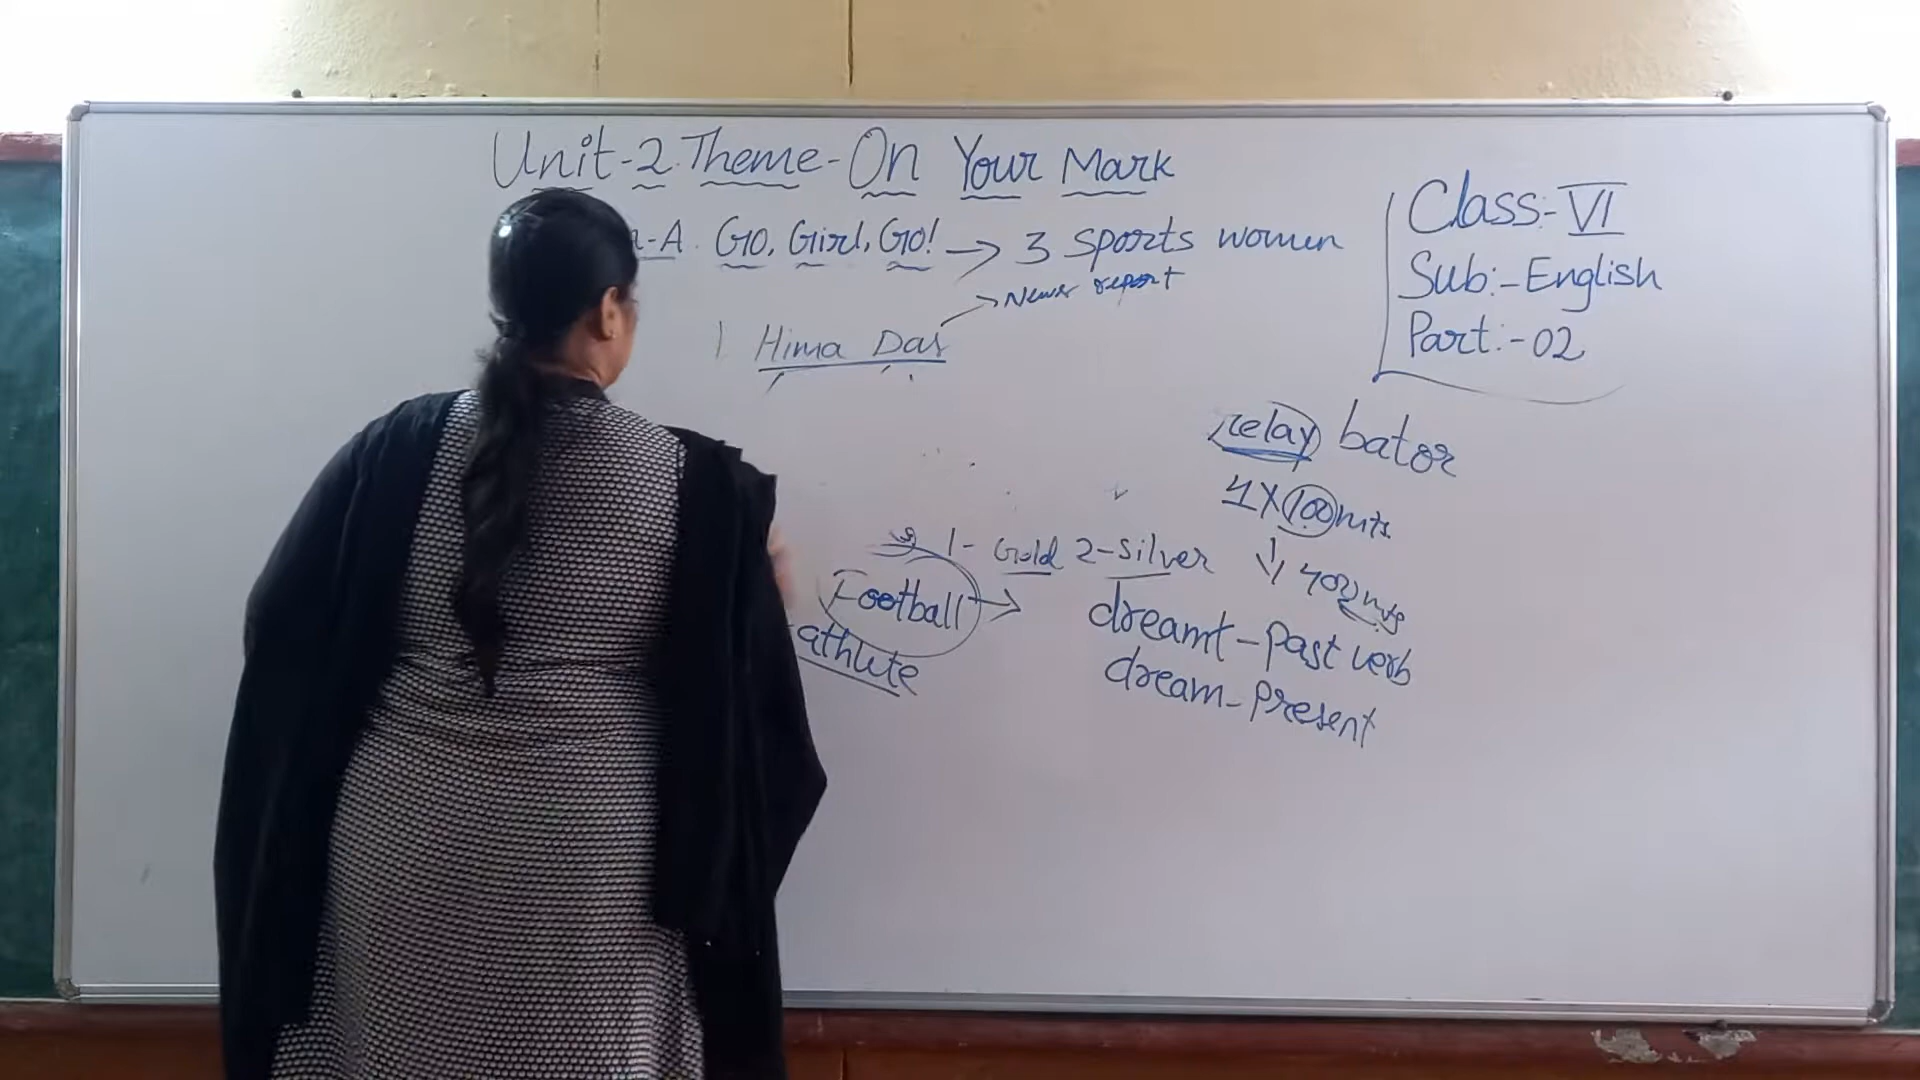 Unit-2 Theme-On Your Mark
-A. GO, Girl, GO! → 3 Sports women
→ News report
1 Hima Das
Class:- VI
Sub:- English
Part:- 02
relay bator
4X100mts
↓ 400mts
1- Gold 2-Silver
Football →
athlete
dreamt-past verb
dream-present